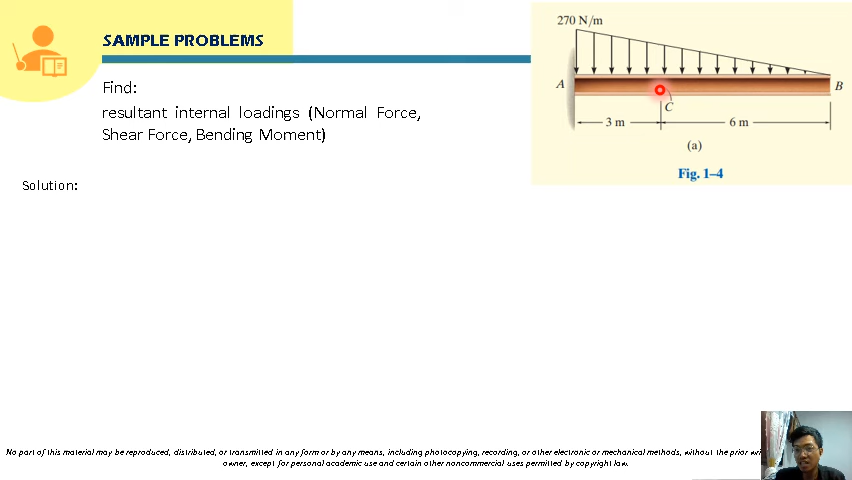 SAMPLE PROBLEMS
Find:
resultant internal loadings (Normal Force,
Shear Force, Bending Moment)
Solution:
270 N/m
A
B
C
3 m
6 m
(a)
Fig. 1–4
No part of this material may be reproduced, distributed, or transmitted in any form or by any means, including photocopying, recording, or other electronic or mechanical methods, without the prior
owner, except for personal academic use and certain other noncommercial uses permitted by copyright law.